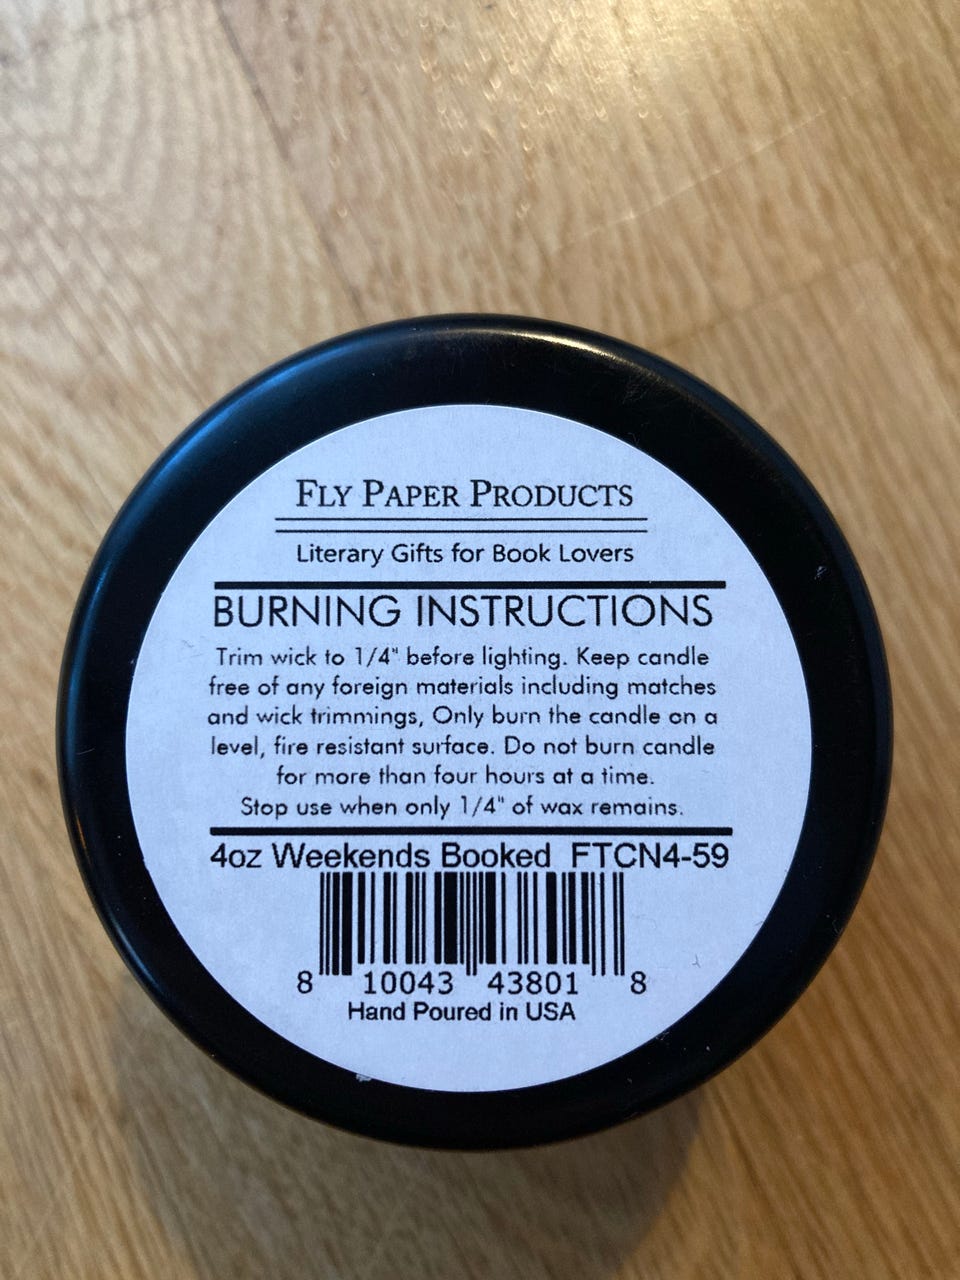 FLY PAPER PRODUCTS
Literary Gifts for Book Lovers
BURNING INSTRUCTIONS
Trim wick to 1/4" before lighting. Keep candle
free of any foreign materials including matches
and wick trimmings, Only burn the candle on a
level, fire resistant surface. Do not burn candle
for more than four hours at a time.
Stop use when only 1/4" of wax remains.
4oz Weekends Booked FTCN4-59
8 10043 43801 8
Hand Poured in USA